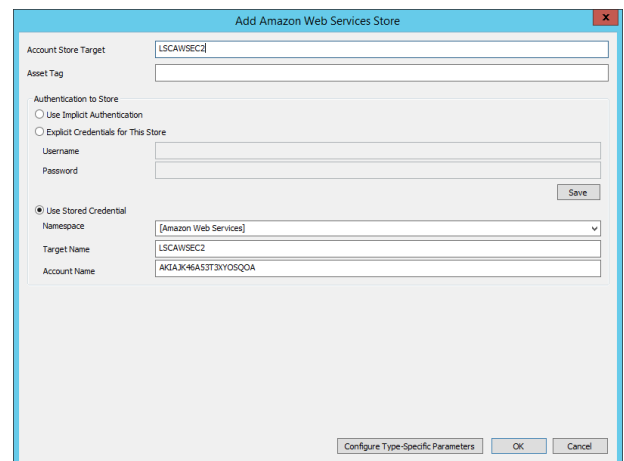 Add Amazon Web Services Store
x
Account Store Target LSCAWSEC2
Asset Tag
Authentication to Store
Use Implicit Authentication
Explicit Credentials for This Store
Username
Password
Save
Use Stored Credential
Namespace [Amazon Web Services]
Target Name LSCAWSEC2
Account Name AKIAJK46A53T3XYOSQOA
Configure Type-Specific Parameters OK Cancel